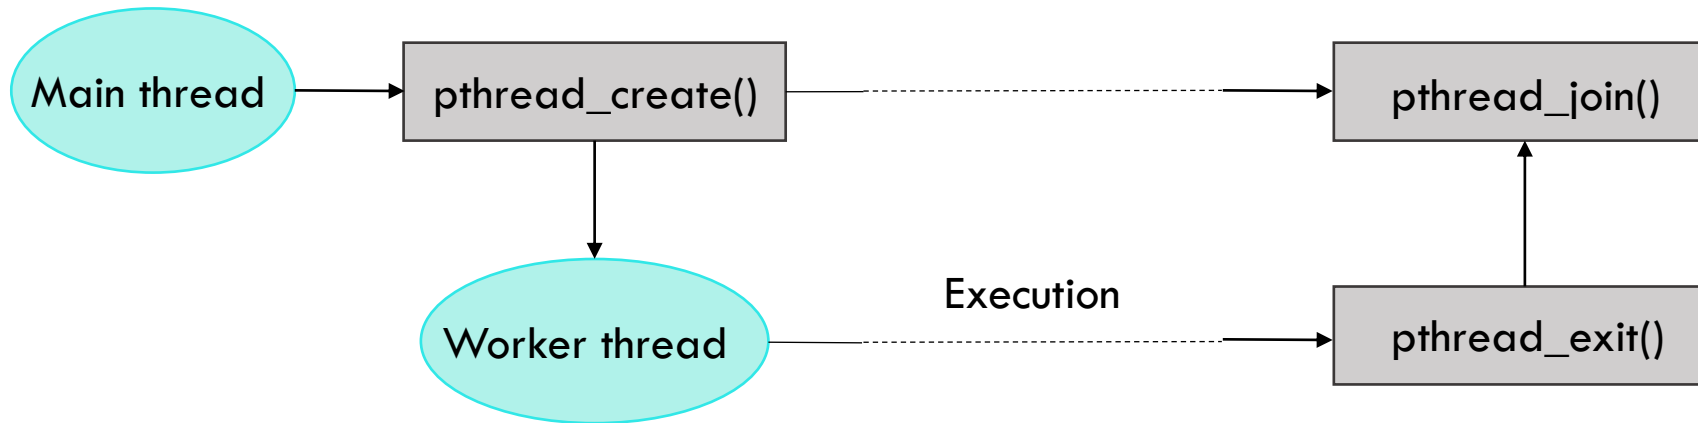 Main thread
pthread_create()
pthread_join()
Execution
Worker thread
pthread_exit()